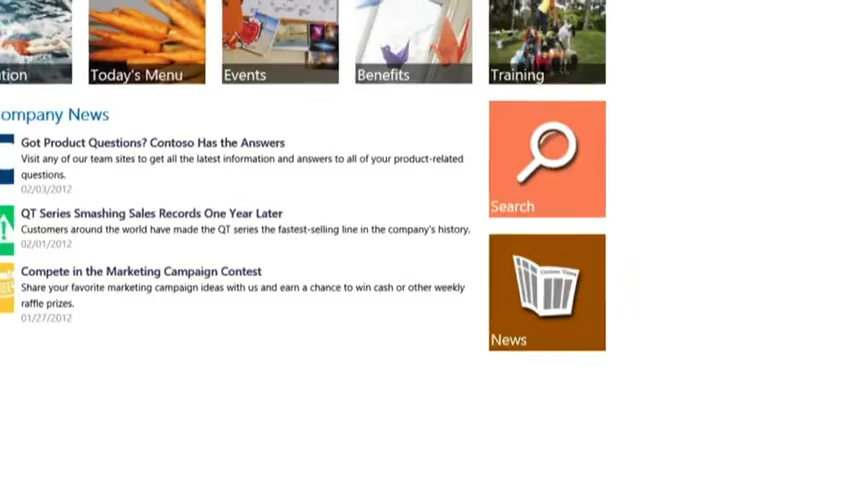 tion
Today's Menu
Events
Benefits
Training
ompany News
Got Product Questions? Contoso Has the Answers
Visit any of our team sites to get all the latest information and answers to all of your product-related
questions.
02/03/2012
QT Series Smashing Sales Records One Year Later
Customers around the world have made the QT series the fastest-selling line in the company's history.
02/01/2012
Compete in the Marketing Campaign Contest
Share your favorite marketing campaign ideas with us and earn a chance to win cash or other weekly
raffle prizes.
01/27/2012
Search
News